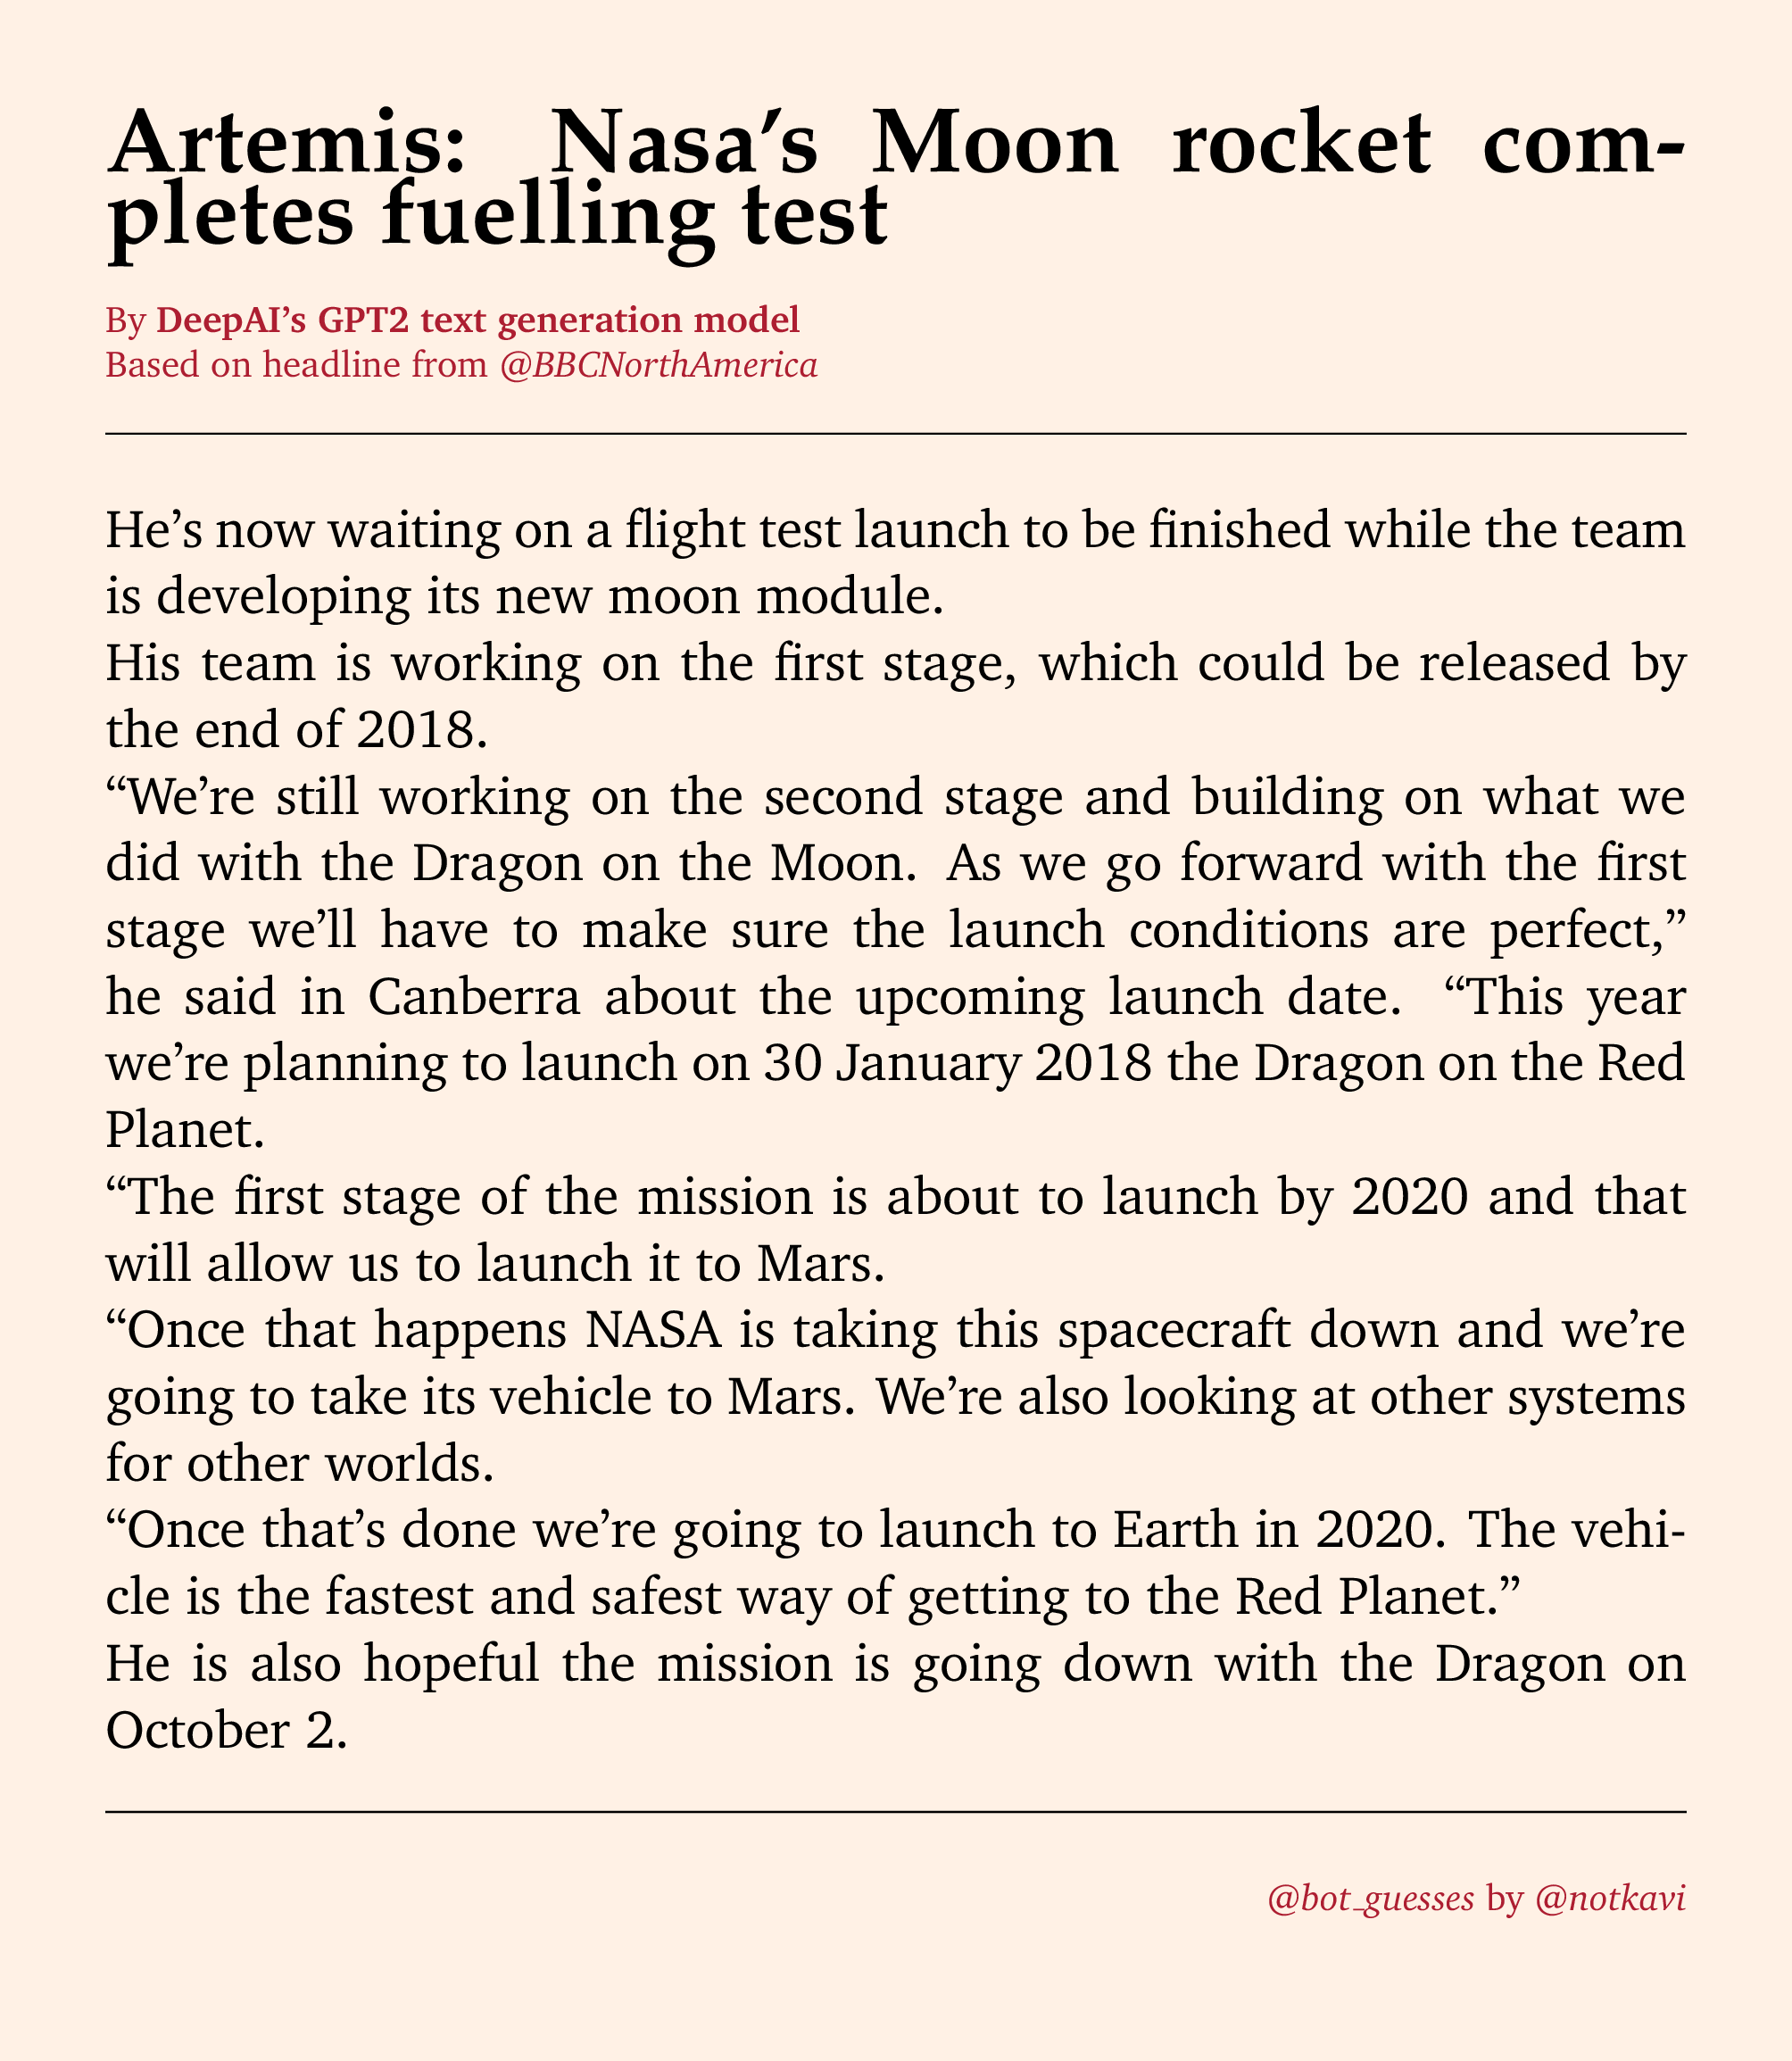 Artemis: Nasa’s Moon rocket com-
pletes fuelling test
By DeepAI’s GPT2 text generation model
Based on headline from @BBCNorthAmerica
He’s now waiting on a flight test launch to be finished while the team
is developing its new moon module.
His team is working on the first stage, which could be released by
the end of 2018.
“We’re still working on the second stage and building on what we
did with the Dragon on the Moon. As we go forward with the first
stage we’ll have to make sure the launch conditions are perfect,”
he said in Canberra about the upcoming launch date. “This year
we’re planning to launch on 30 January 2018 the Dragon on the Red
Planet.
“The first stage of the mission is about to launch by 2020 and that
will allow us to launch it to Mars.
“Once that happens NASA is taking this spacecraft down and we’re
going to take its vehicle to Mars. We’re also looking at other systems
for other worlds.
“Once that’s done we’re going to launch to Earth in 2020. The vehi-
cle is the fastest and safest way of getting to the Red Planet.”
He is also hopeful the mission is going down with the Dragon on
October 2.
@bot_guesses by @notkavi